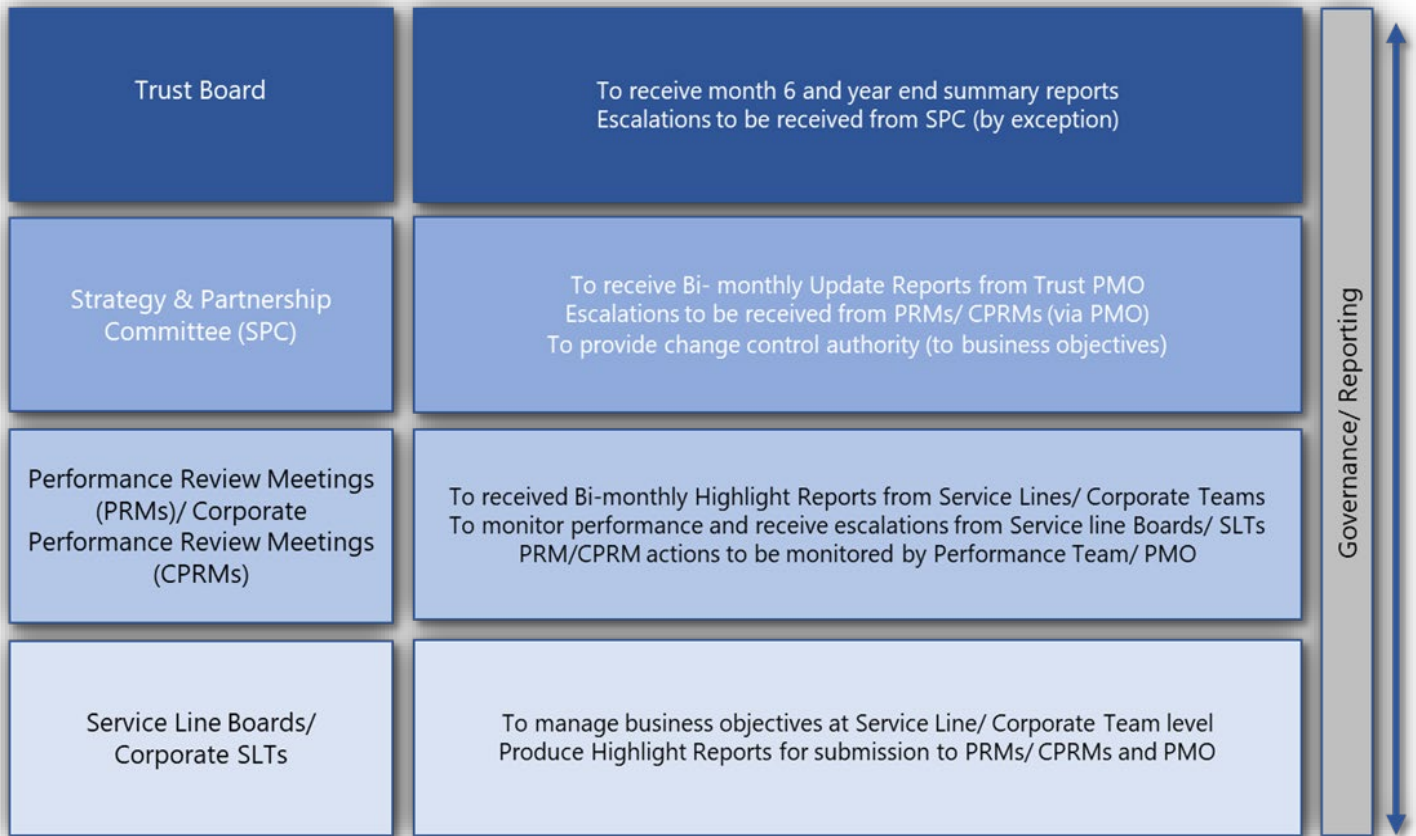 Trust Board
To receive month 6 and year end summary reports
Escalations to be received from SPC (by exception)
Strategy & Partnership
Committee (SPC)
To receive Bi- monthly Update Reports from Trust PMO
Escalations to be received from PRMs/ CPRMs (via PMO)
To provide change control authority (to business objectives)
Performance Review Meetings
(PRMs)/ Corporate
Performance Review Meetings
(CPRMs)
To received Bi-monthly Highlight Reports from Service Lines/ Corporate Teams
To monitor performance and receive escalations from Service line Boards/ SLTs
PRM/CPRM actions to be monitored by Performance Team/ PMO
Service Line Boards/
Corporate SLTs
To manage business objectives at Service Line/ Corporate Team level
Produce Highlight Reports for submission to PRMs/ CPRMs and PMO
Governance/ Reporting